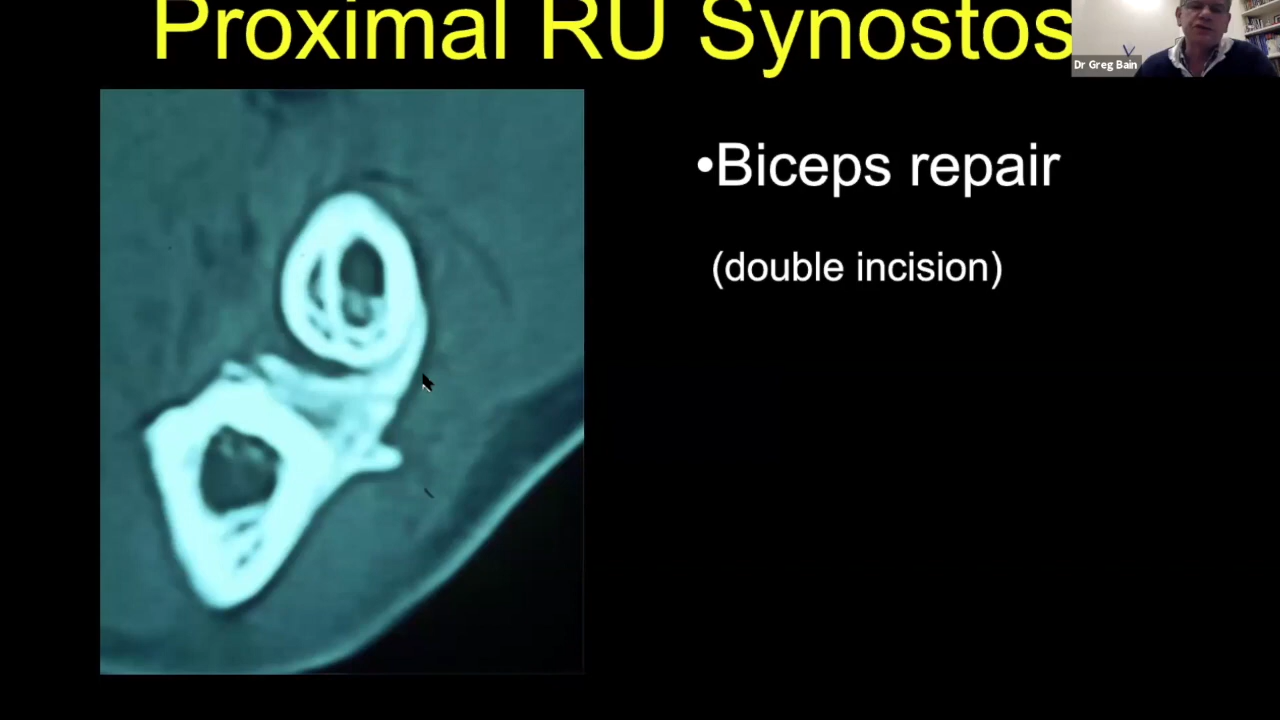 Proximal RU Synostos
Dr Greg Bain
•Biceps repair
(double incision)